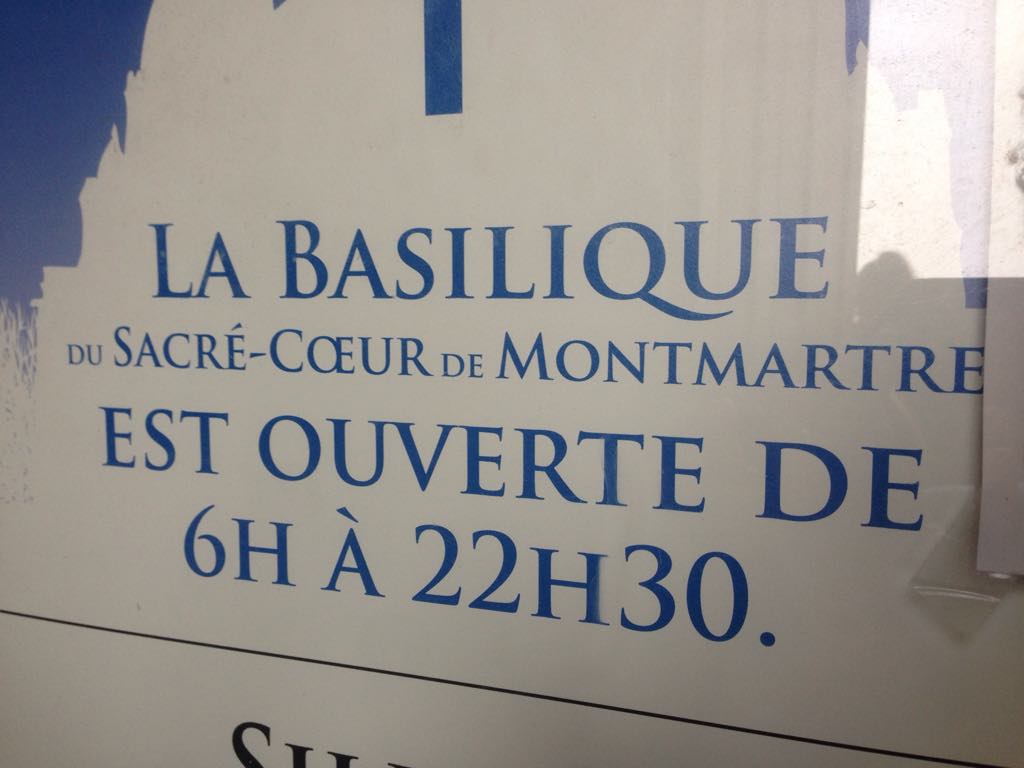 LA BASILIQUE
DU SACRÉ-CŒUR DE MONTMARTRE
EST OUVERTE DE
6H À 22H30.